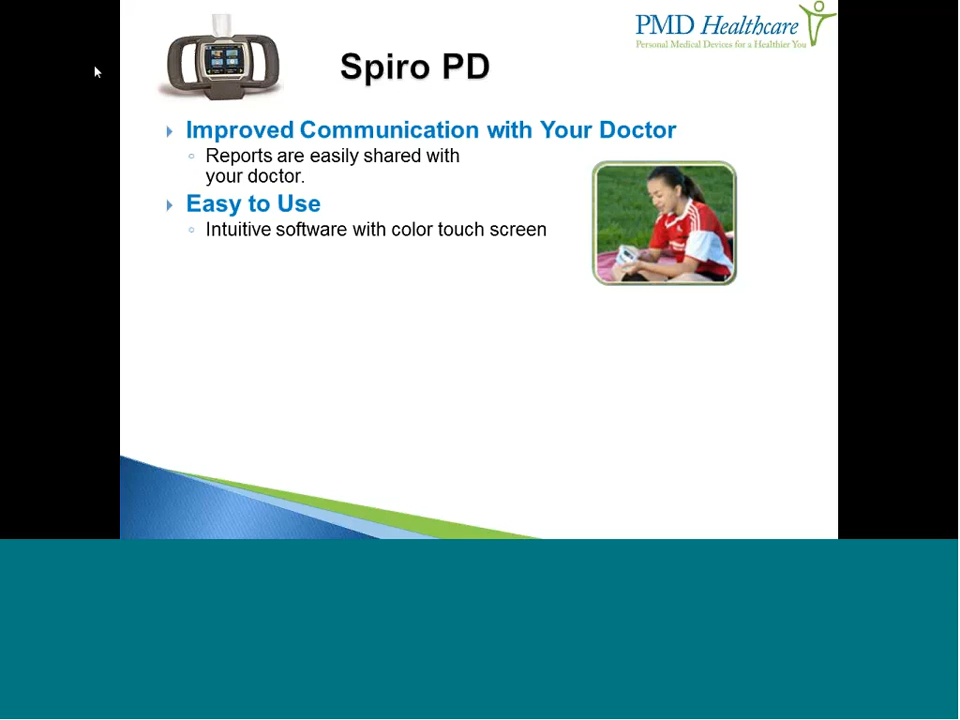 PMD Healthcare
Personal Medical Devices for a Healthier You
Spiro PD
Improved Communication with Your Doctor
Reports are easily shared with
your doctor.
Easy to Use
Intuitive software with color touch screen